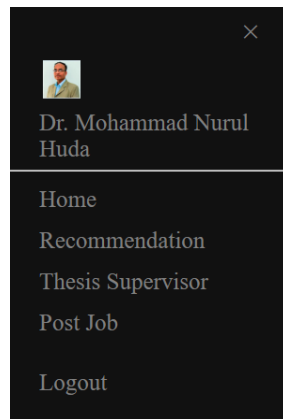 Dr. Mohammad Nurul
Huda
Home
Recommendation
Thesis Supervisor
Post Job
Logout